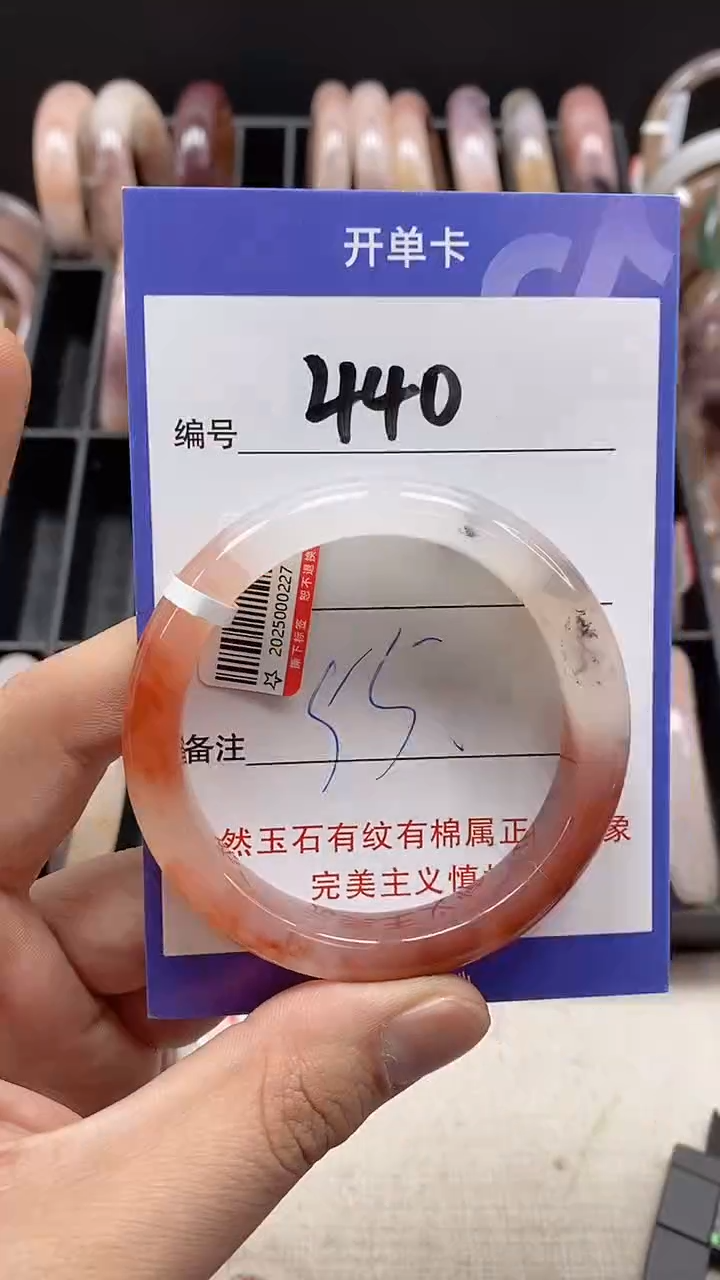 开单卡
编号 440
2025000227
撕下标签 恕不退换
55
备注
然玉石有纹有棉属正
象
完美主义慎